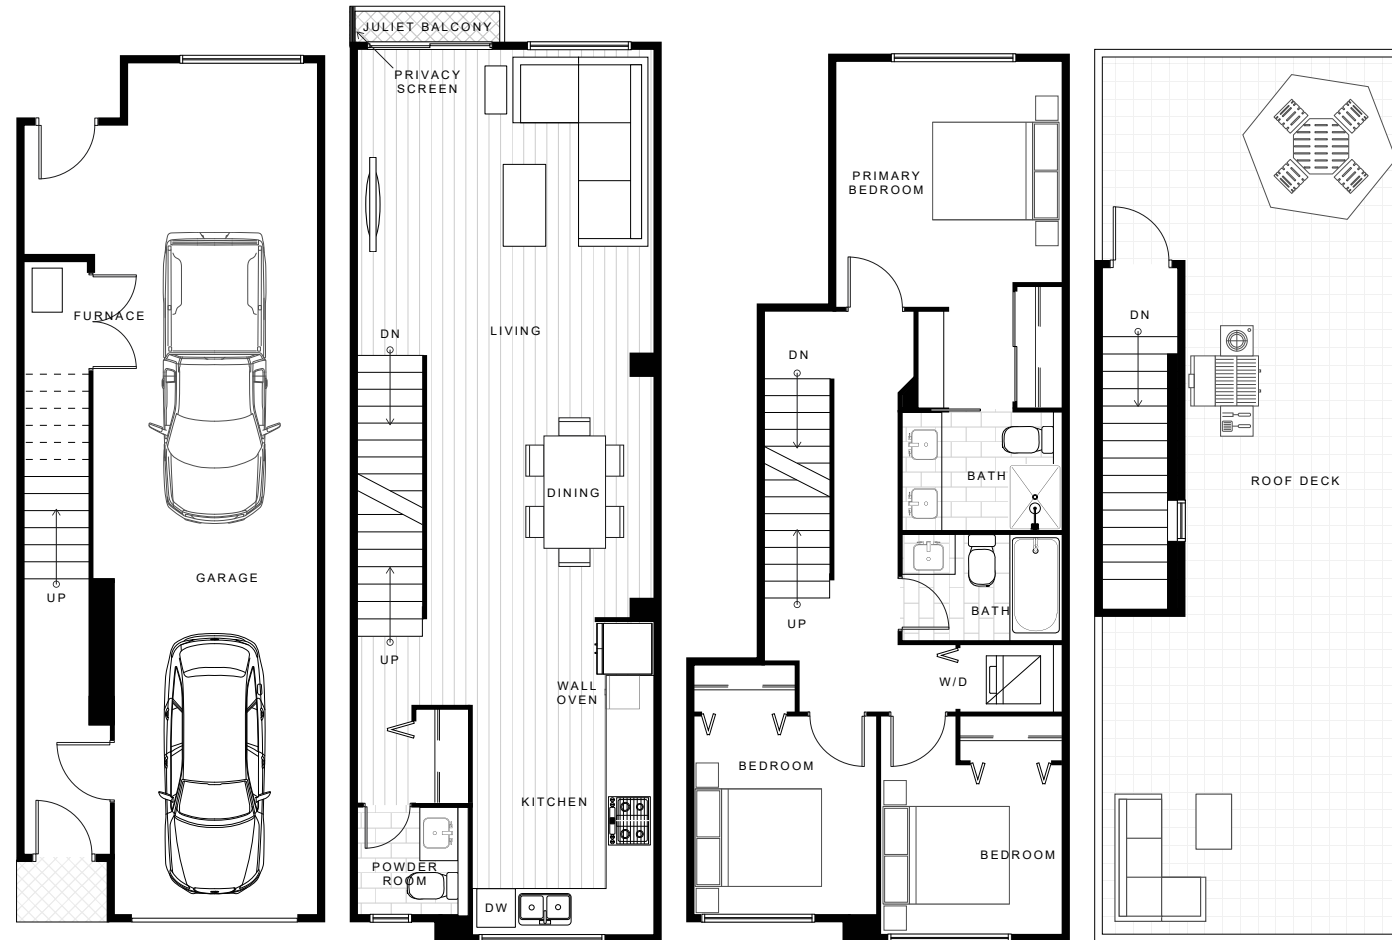 FURNACE
UP
GARAGE
JULIET BALCONY
PRIVACY
SCREEN
DN
LIVING
DINING
UP
WALL
OVEN
KITCHEN
POWDER
ROOM
DW
PRIMARY
BEDROOM
DN
BATH
BATH
UP
W/D
BEDROOM
BEDROOM
DN
ROOF DECK